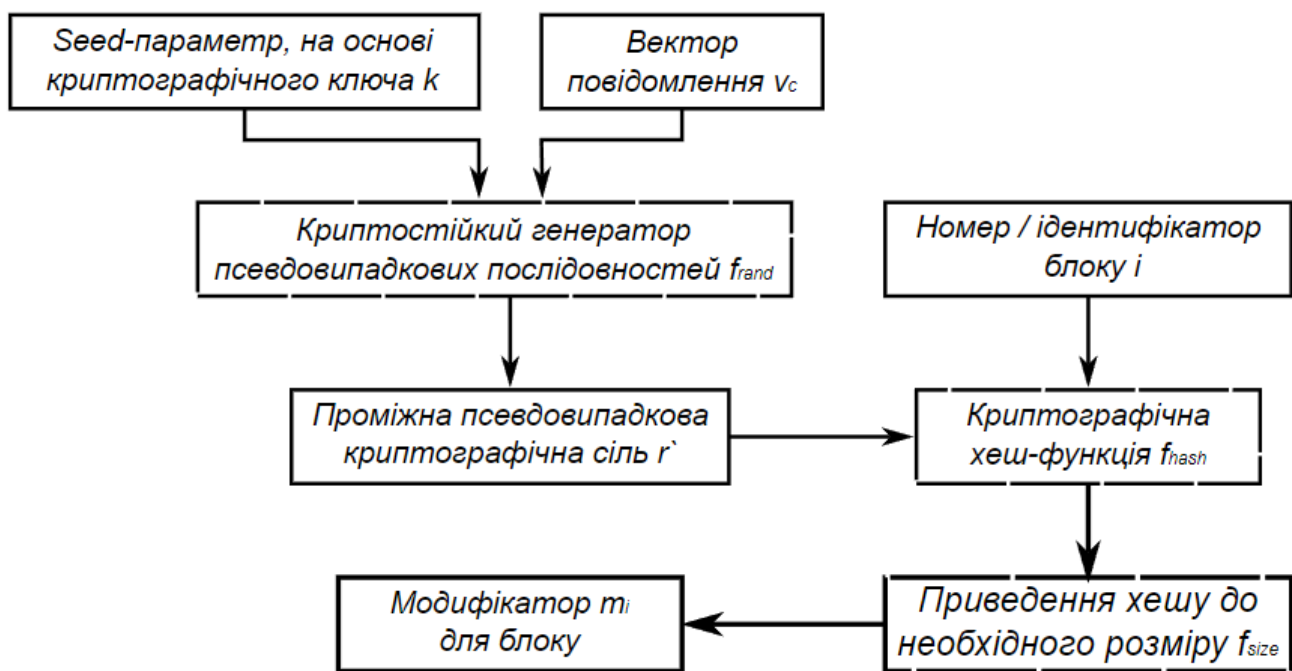 Seed-параметр, на основі
криптографічного ключа k
Вектор
повідомлення vc
Криптостійкий генератор
псевдовипадкових послідовностей frand
Номер / ідентифікатор
блоку i
Проміжна псевдовипадкова
криптографічна сіль r`
Криптографічна
хеш-функція fhash
Модифікатор mi
для блоку
Приведення хешу до
необхідного розміру fsize